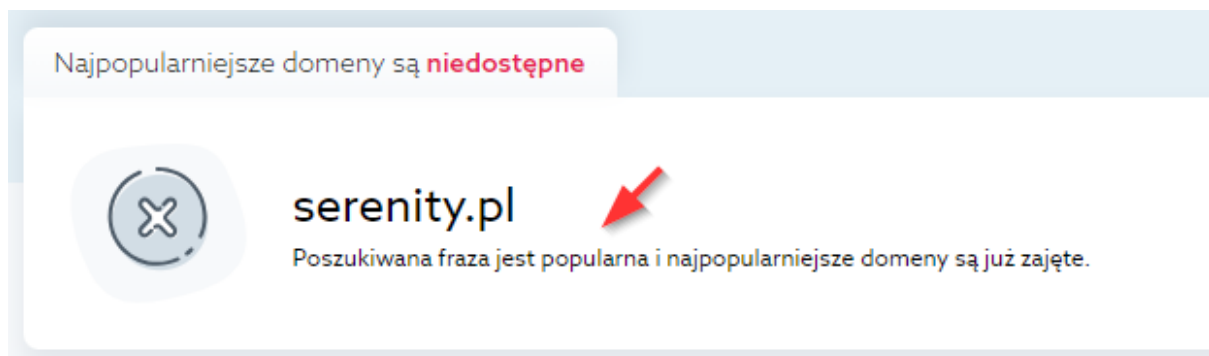 Najpopularniejsze domeny są niedostępne
serenity.pl
Poszukiwana fraza jest popularna i najpopularniejsze domeny są już zajęte.